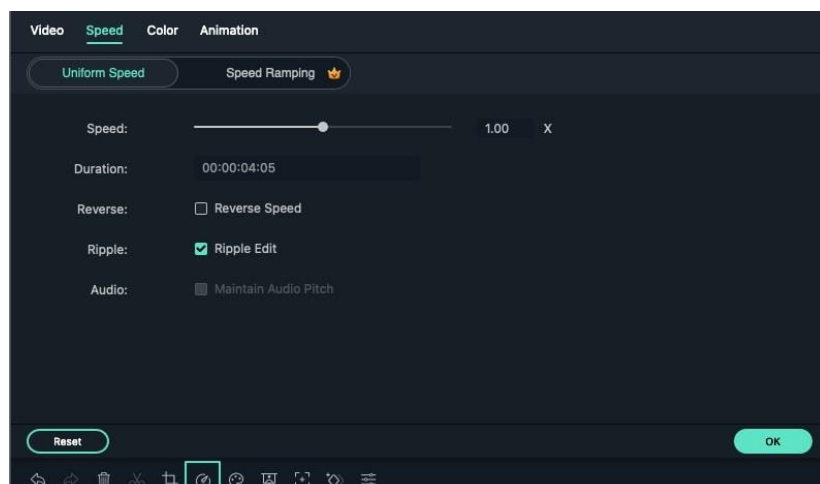 Video Speed Color Animation
Uniform Speed Speed Ramping
Speed: 1.00 X
Duration: 00:00:04:05
Reverse: Reverse Speed
Ripple: Ripple Edit
Audio: Maintain Audio Pitch
Reset OK